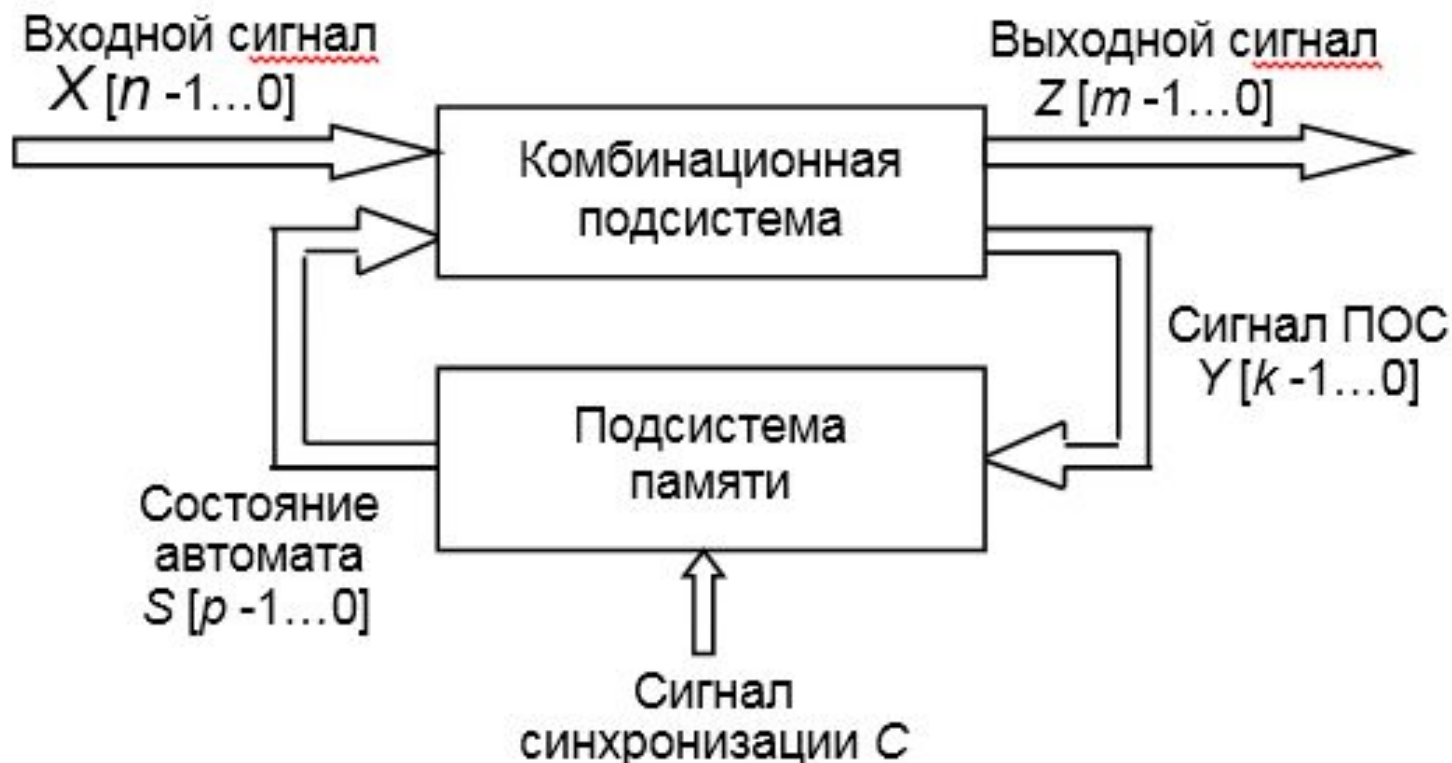 Входной сигнал
X [n -1...0]
Выходной сигнал
Z [m -1...0]
Комбинационная
подсистема
Сигнал ПОС
Y [k -1...0]
Подсистема
памяти
Состояние
автомата
S [p -1...0]
Сигнал
синхронизации C